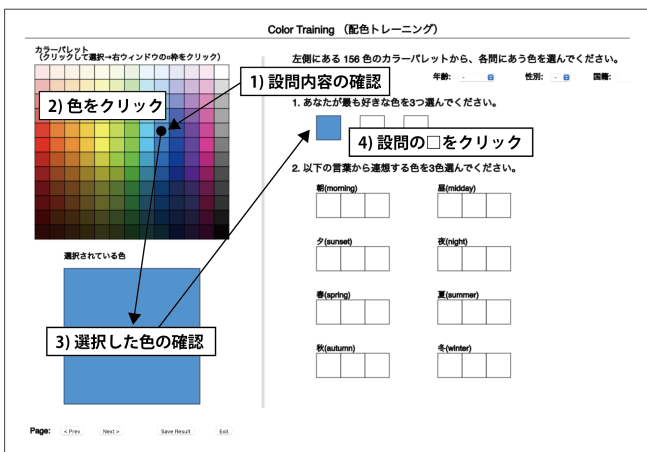 Color Training （配色トレーニング）
カラーパレット
（クリックして選択→右ウィンドウの□枠をクリック）
1) 設問内容の確認
2) 色をクリック
3) 選択した色の確認
4) 設問の□をクリック
選択されている色
左側にある 156 色のカラーパレットから、各問にあう色を選んでください。
年齢: - 性別: - 国籍:
1. あなたが最も好きな色を3つ選んでください。
2. 以下の言葉から連想する色を3色選んでください。
朝(morning) 昼(midday)
夕(sunset) 夜(night)
春(spring) 夏(summer)
秋(autumn) 冬(winter)
Page: < Prev Next > Save Result Exit